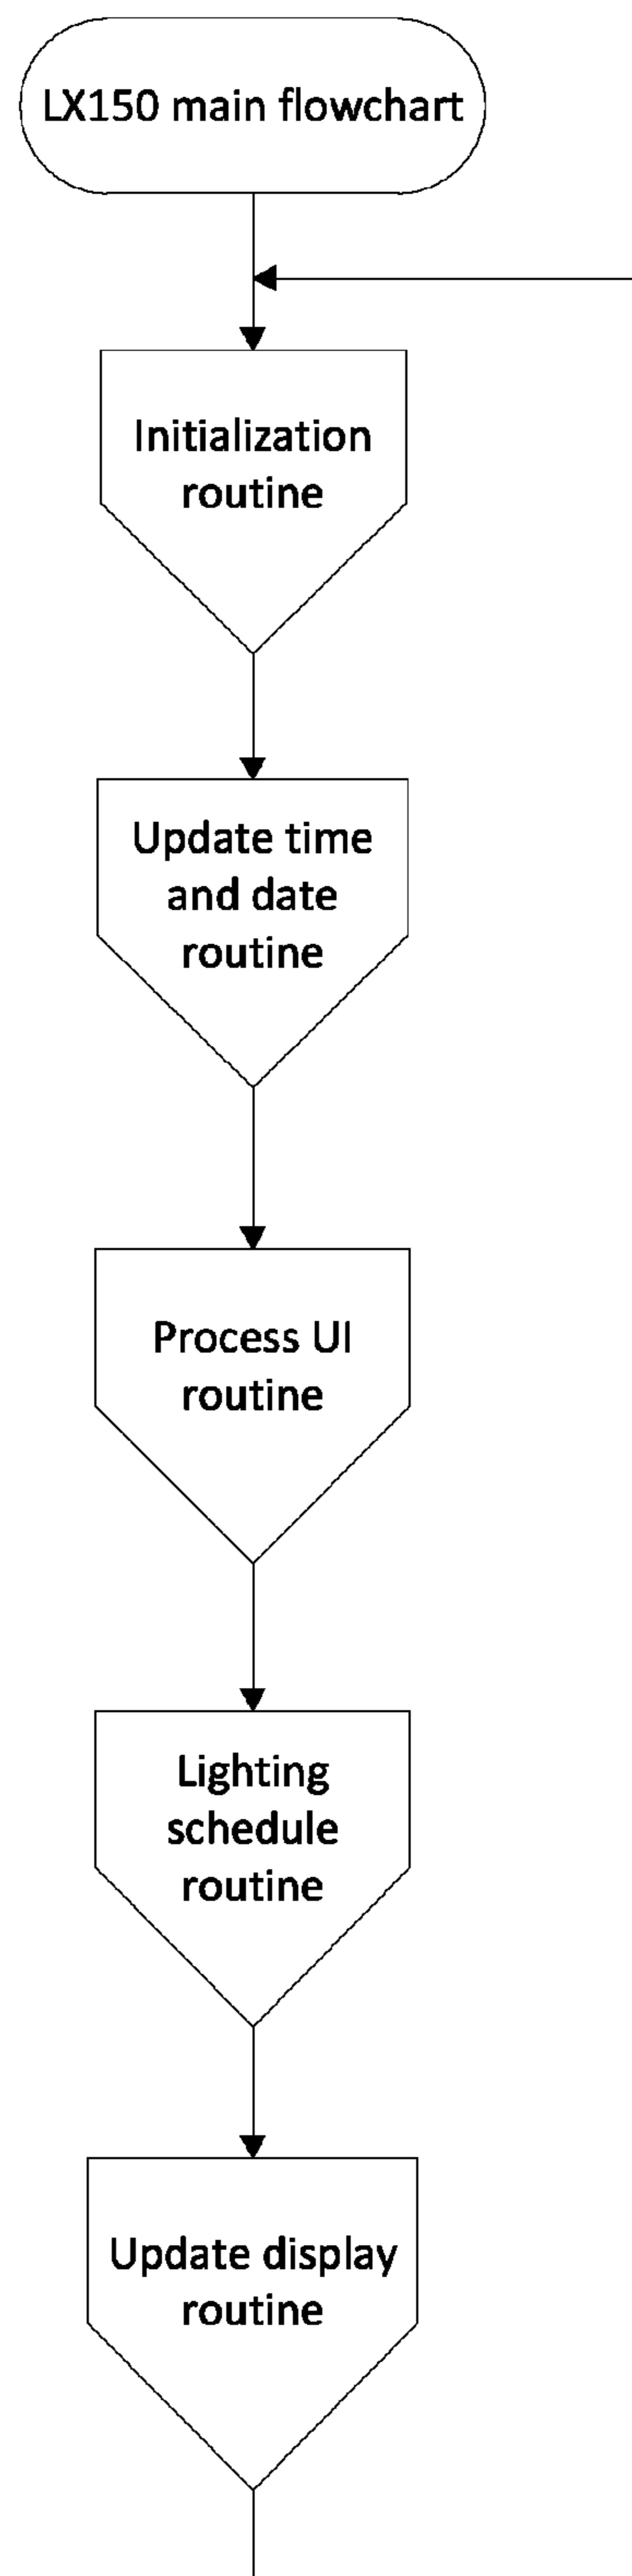 LX150 main flowchart
Initialization
routine
Update time
and date
routine
Process UI
routine
Lighting
schedule
routine
Update display
routine